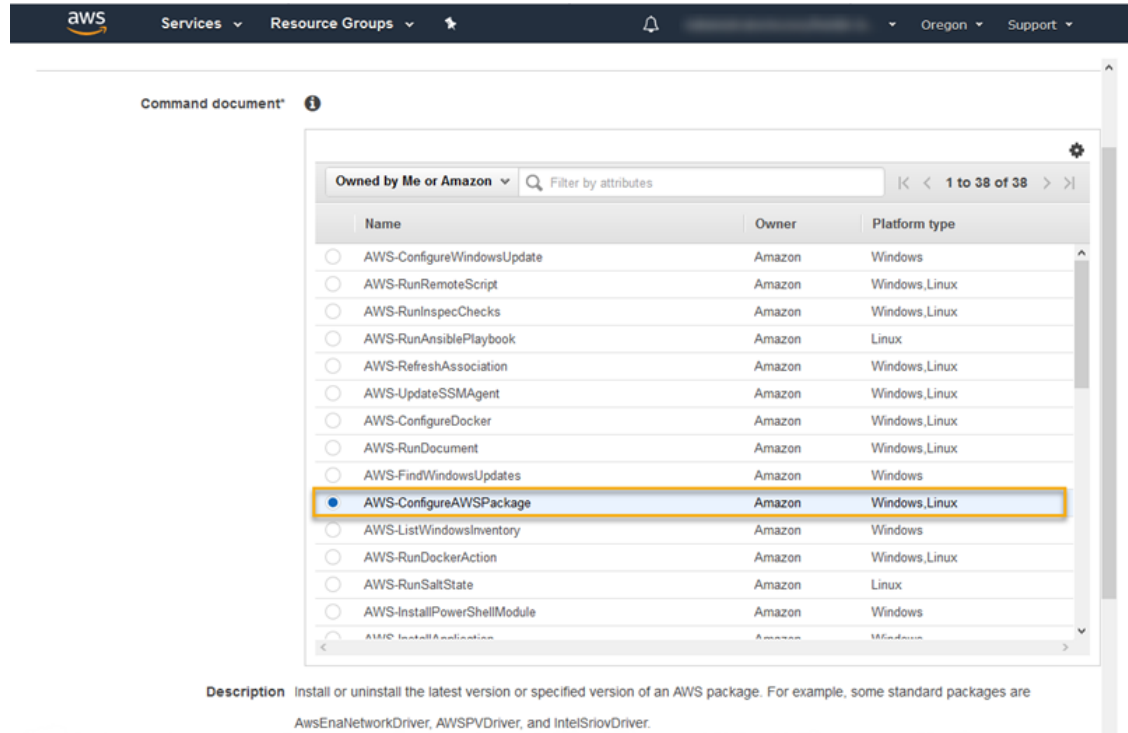 aws Services Resource Groups Oregon Support
Command document*
Owned by Me or Amazon Filter by attributes 1 to 38 of 38
Name Owner Platform type
AWS-ConfigureWindowsUpdate Amazon Windows
AWS-RunRemoteScript Amazon Windows,Linux
AWS-RunInspecChecks Amazon Windows,Linux
AWS-RunAnsiblePlaybook Amazon Linux
AWS-RefreshAssociation Amazon Windows,Linux
AWS-UpdateSSMAgent Amazon Windows,Linux
AWS-ConfigureDocker Amazon Windows,Linux
AWS-RunDocument Amazon Windows,Linux
AWS-FindWindowsUpdates Amazon Windows
AWS-ConfigureAWSPackage Amazon Windows,Linux
AWS-ListWindowsInventory Amazon Windows
AWS-RunDockerAction Amazon Windows,Linux
AWS-RunSaltState Amazon Linux
AWS-InstallPowerShellModule Amazon Windows
AWS-InstallApplication Amazon Windows
Description Install or uninstall the latest version or specified version of an AWS package. For example, some standard packages are
AwsEnaNetworkDriver, AWSPVDriver, and IntelSriovDriver.